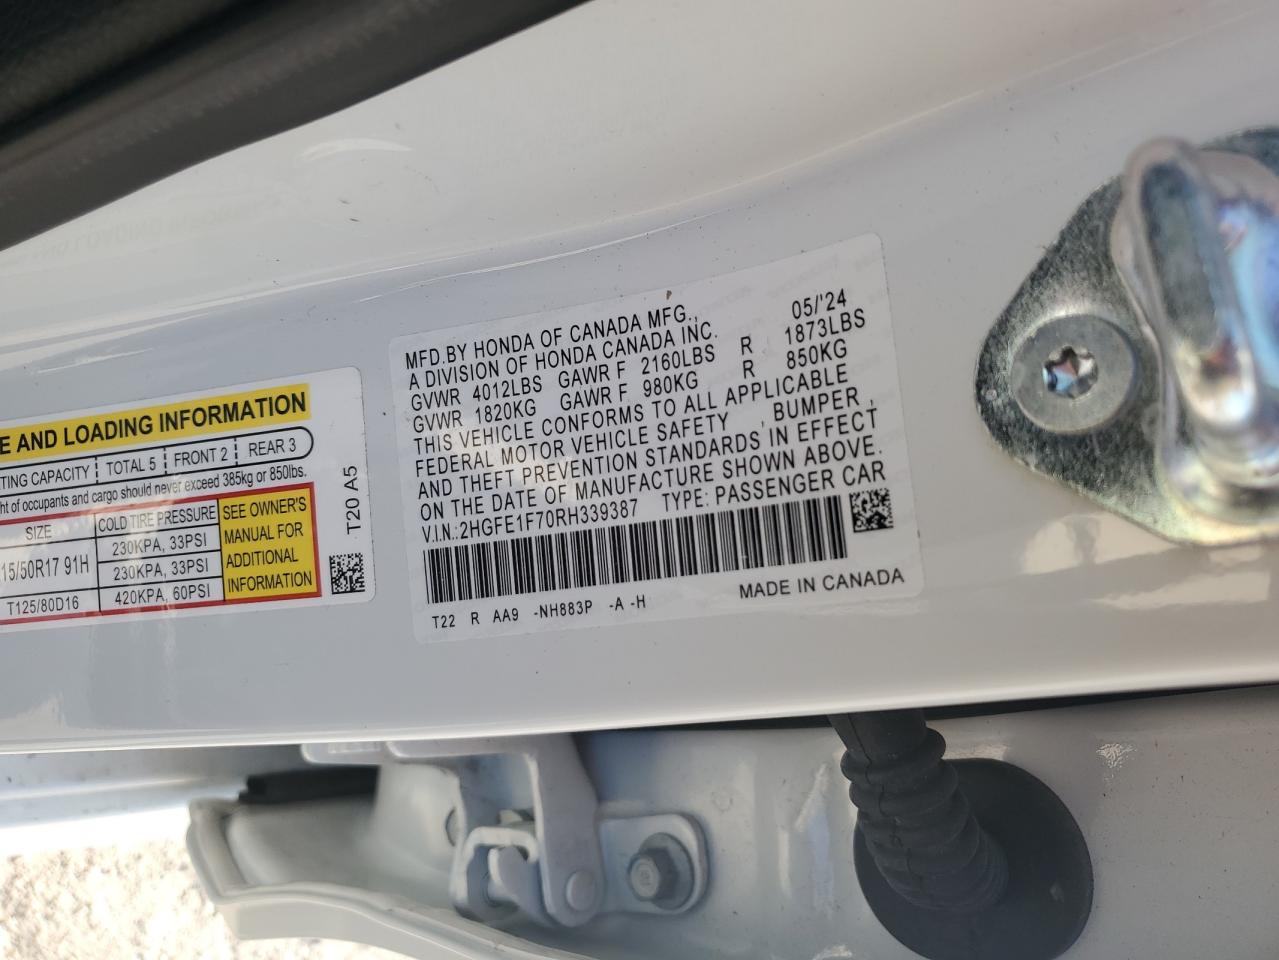 E AND LOADING INFORMATION
TING CAPACITY TOTAL 5 FRONT 2 REAR 3
ht of occupants and cargo should never exceed 385kg or 850lbs.
SIZE COLD TIRE PRESSURE SEE OWNER'S MANUAL FOR ADDITIONAL INFORMATION
230KPA, 33PSI
15/50R17 91H 230KPA, 33PSI
T125/80D16 420KPA, 60PSI
T20 A5
MFD.BY HONDA OF CANADA MFG., 05/'24
A DIVISION OF HONDA CANADA INC.
GVWR 4012LBS GAWR F 2160LBS R 1873LBS
GVWR 1820KG GAWR F 980KG R 850KG
THIS VEHICLE CONFORMS TO ALL APPLICABLE
FEDERAL MOTOR VEHICLE SAFETY , BUMPER ,
AND THEFT PREVENTION STANDARDS IN EFFECT
ON THE DATE OF MANUFACTURE SHOWN ABOVE.
V.I.N.:2HGFE1F70RH339387 TYPE: PASSENGER CAR
T22 R AA9 -NH883P -A -H MADE IN CANADA